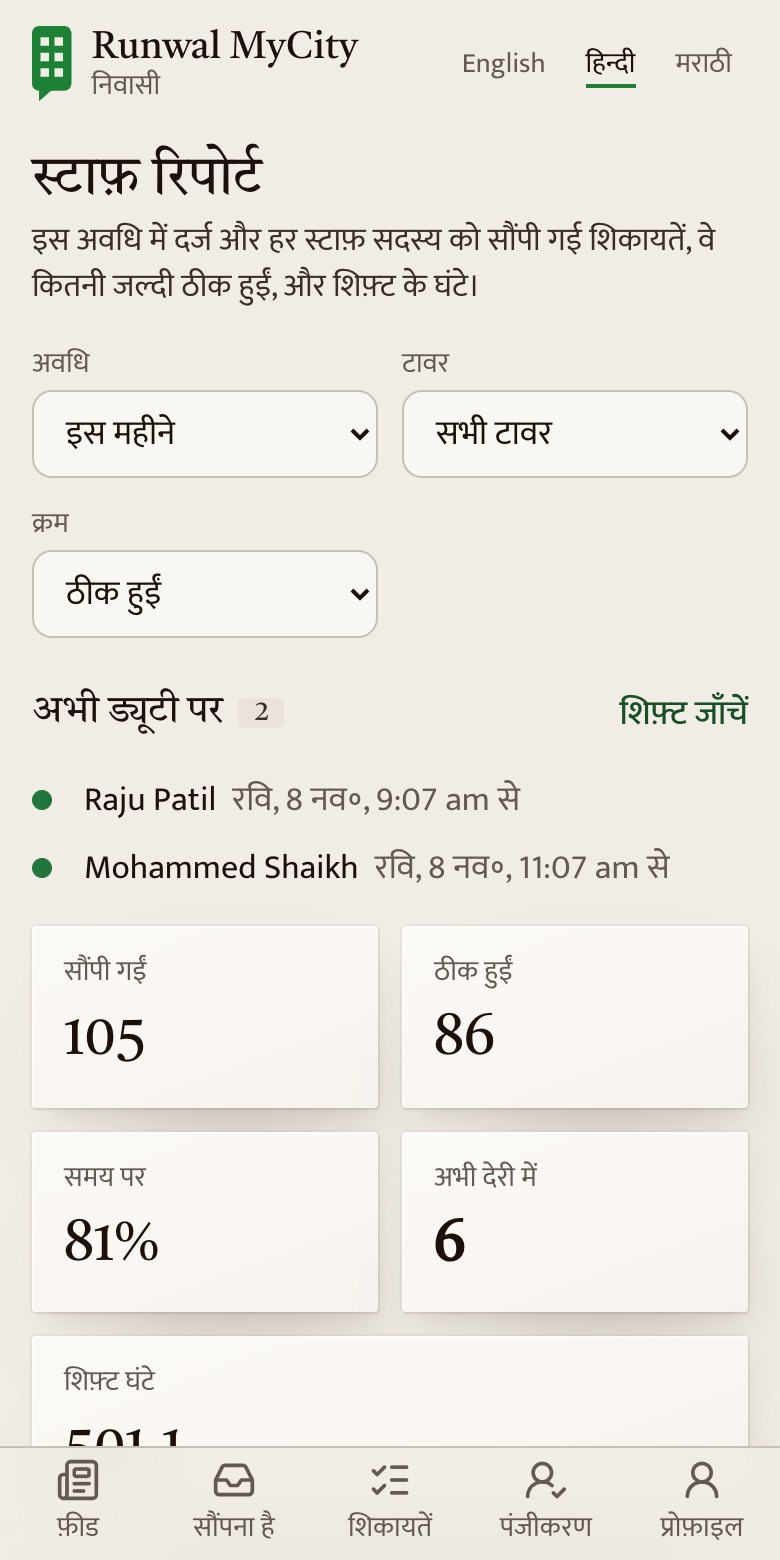 Runwal MyCity
निवासी
English हिन्दी मराठी
स्टाफ़ रिपोर्ट
इस अवधि में दर्ज और हर स्टाफ़ सदस्य को सौंपी गई शिकायतें, वे
कितनी जल्दी ठीक हुईं, और शिफ़्ट के घंटे।
अवधि टावर
इस महीने सभी टावर
क्रम
ठीक हुईं
अभी ड्यूटी पर 2 शिफ़्ट जाँचें
Raju Patil रवि, 8 नव॰, 9:07 am से
Mohammed Shaikh रवि, 8 नव॰, 11:07 am से
सौंपी गईं ठीक हुईं
105 86
समय पर अभी देरी में
81% 6
शिफ़्ट घंटे
501.1
फ़ीड सौंपना है शिकायतें पंजीकरण प्रोफ़ाइल